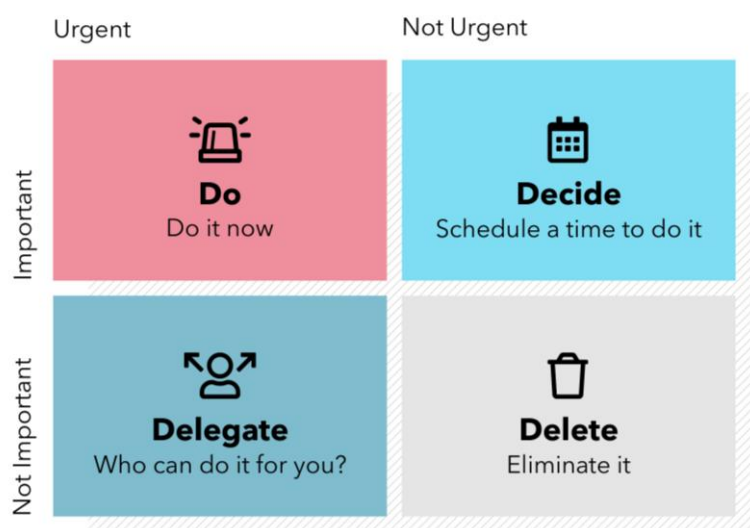 Urgent
Not Urgent
Important
Do
Do it now
Decide
Schedule a time to do it
Not Important
Delegate
Who can do it for you?
Delete
Eliminate it